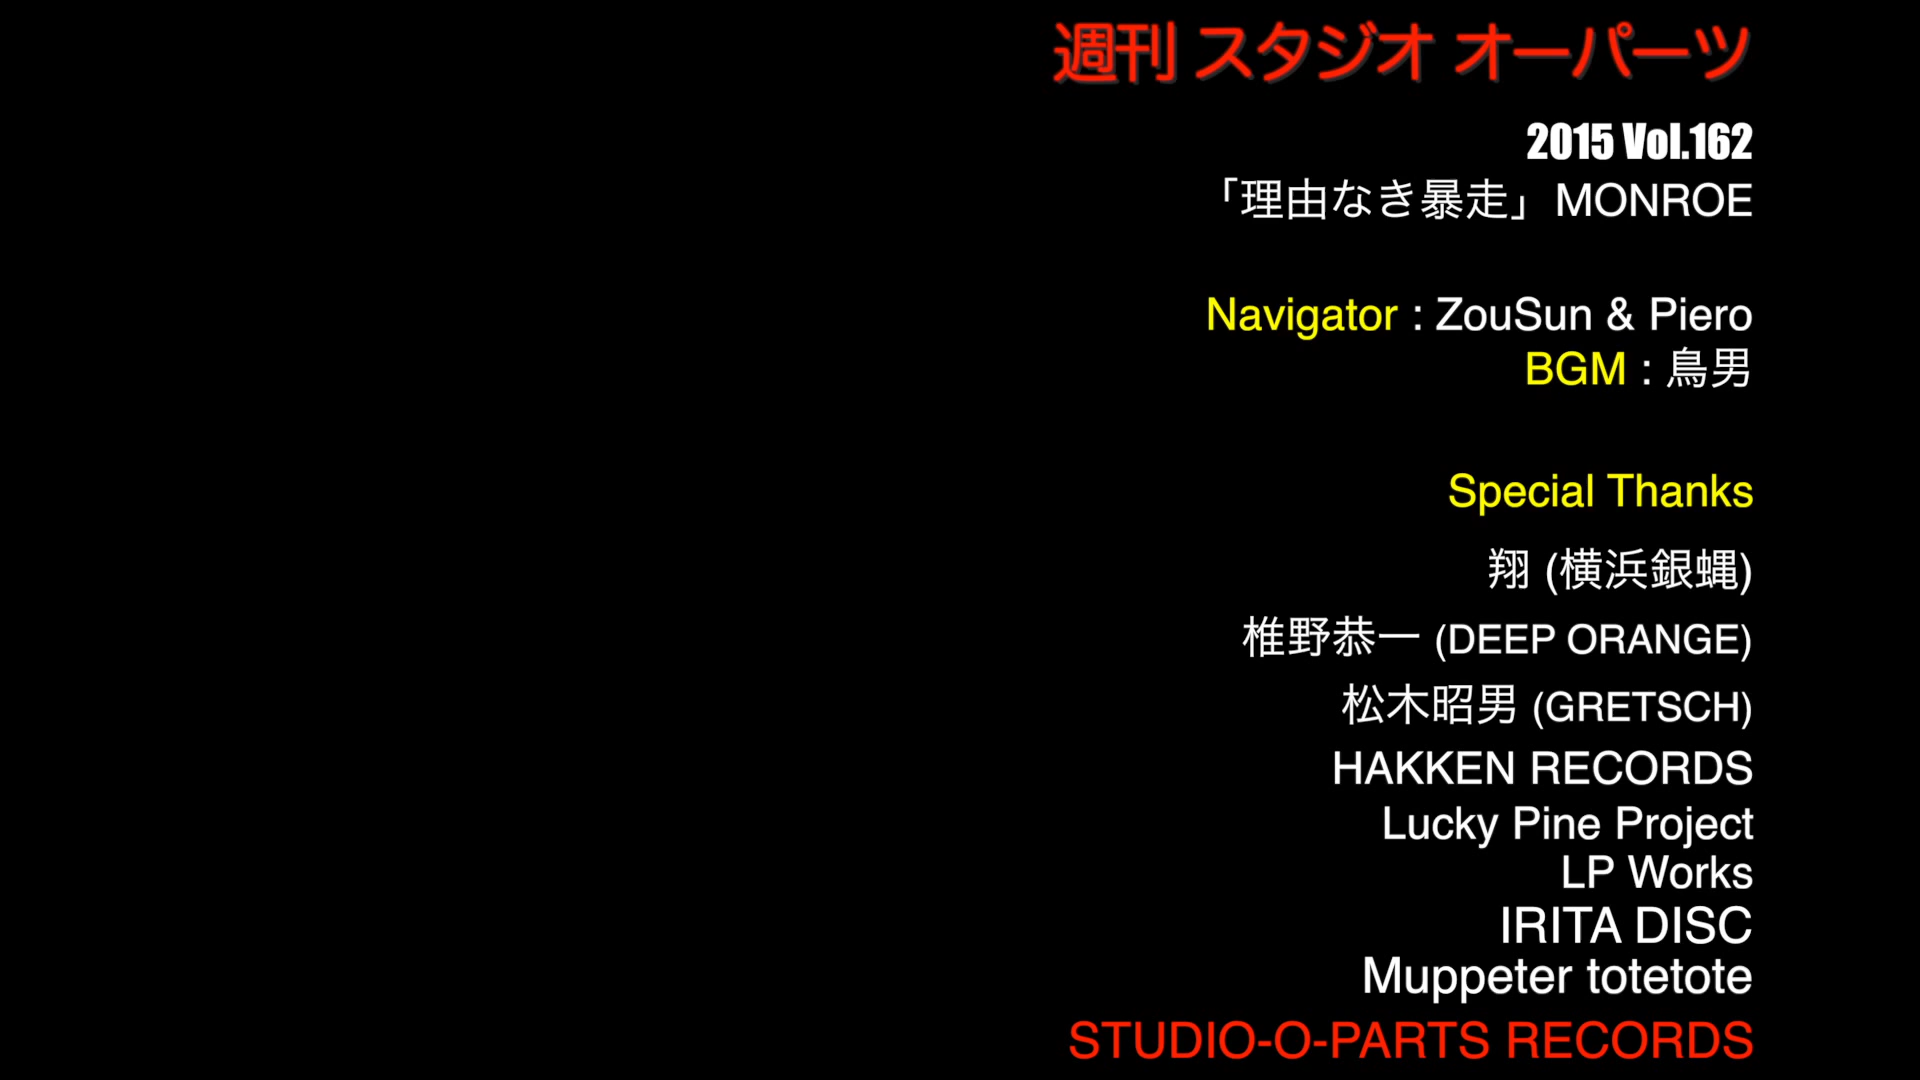 週刊 スタジオ オーパーツ
2015 Vol.162
「理由なき暴走」MONROE
Navigator : ZouSun & Piero
BGM : 鳥男
Special Thanks
翔 (横浜銀蝿)
椎野恭一 (DEEP ORANGE)
松木昭男 (GRETSCH)
HAKKEN RECORDS
Lucky Pine Project
LP Works
IRITA DISC
Muppeter totetote
STUDIO-O-PARTS RECORDS